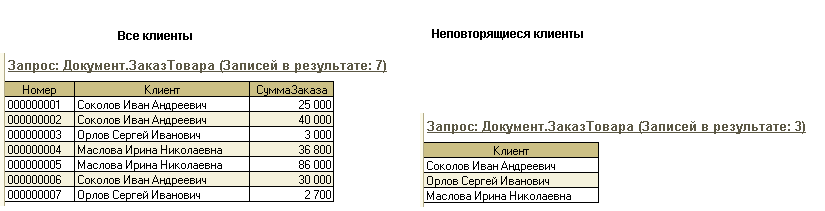 Все клиенты
Неповторящиеся клиенты
Запрос: Документ.ЗаказТовара (Записей в результате: 7)
Номер Клиент СуммаЗаказа
000000001 Соколов Иван Андреевич 25 000
000000002 Соколов Иван Андреевич 40 000
000000003 Орлов Сергей Иванович 3 000
000000004 Маслова Ирина Николаевна 36 800
000000005 Маслова Ирина Николаевна 86 000
000000006 Соколов Иван Андреевич 30 000
000000007 Орлов Сергей Иванович 2 700
Запрос: Документ.ЗаказТовара (Записей в результате: 3)
Клиент
Соколов Иван Андреевич
Орлов Сергей Иванович
Маслова Ирина Николаевна